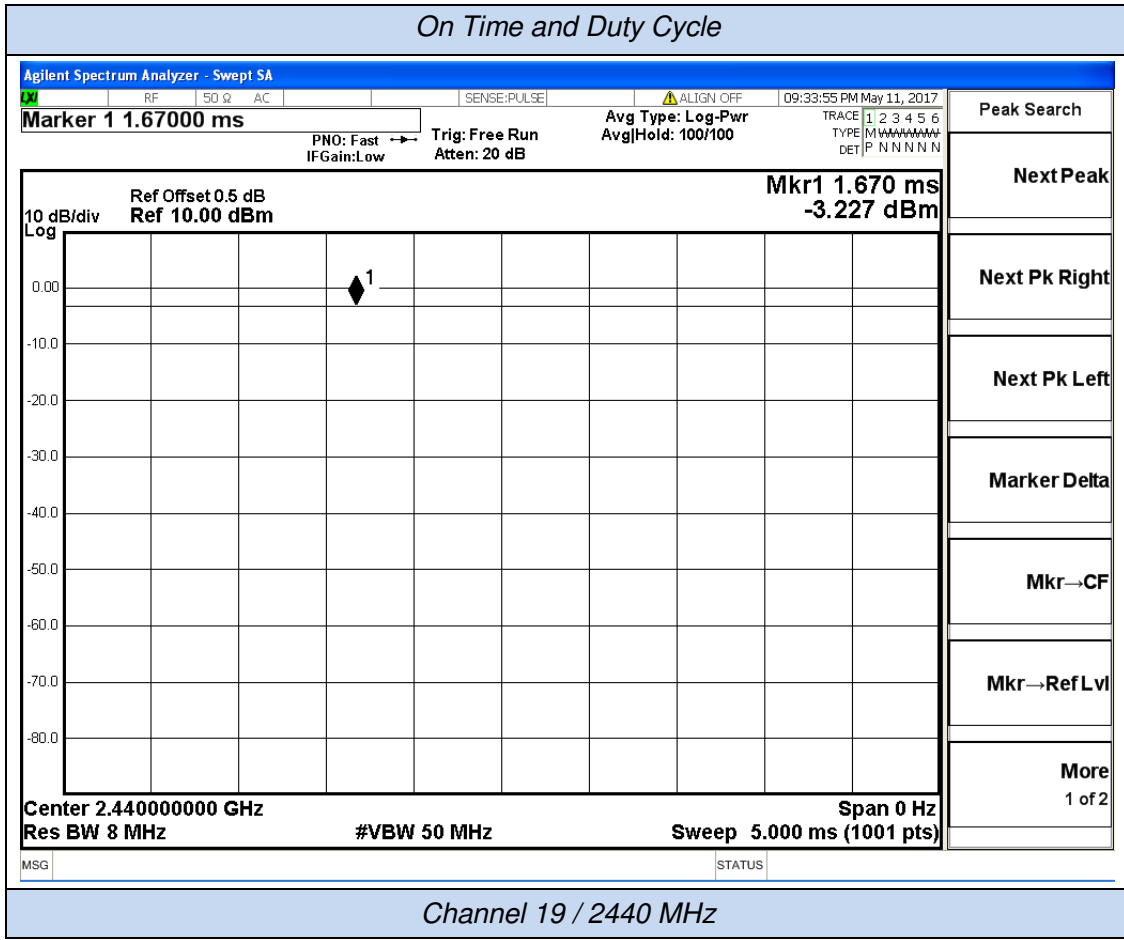 On Time and Duty Cycle
Agilent Spectrum Analyzer - Swept SA
LXI RF 50 Ω AC SENSE:PULSE ALIGN OFF 09:33:55 PM May 11, 2017
Marker 1 1.67000 ms
PNO: Fast
IFGain:Low
Trig: Free Run
Atten: 20 dB
Avg Type: Log-Pwr
Avg|Hold: 100/100
TRACE 1 2 3 4 5 6
TYPE M WWWWW
DET P N N N N N
Peak Search
Next Peak
Next Pk Right
Next Pk Left
Marker Delta
Mkr→CF
Mkr→Ref Lvl
More
1 of 2
Mkr1 1.670 ms
-3.227 dBm
Ref Offset 0.5 dB
10 dB/div Ref 10.00 dBm
Log
1
0.00
-10.0
-20.0
-30.0
-40.0
-50.0
-60.0
-70.0
-80.0
Center 2.440000000 GHz Span 0 Hz
Res BW 8 MHz #VBW 50 MHz Sweep 5.000 ms (1001 pts)
MSG STATUS
Channel 19 / 2440 MHz